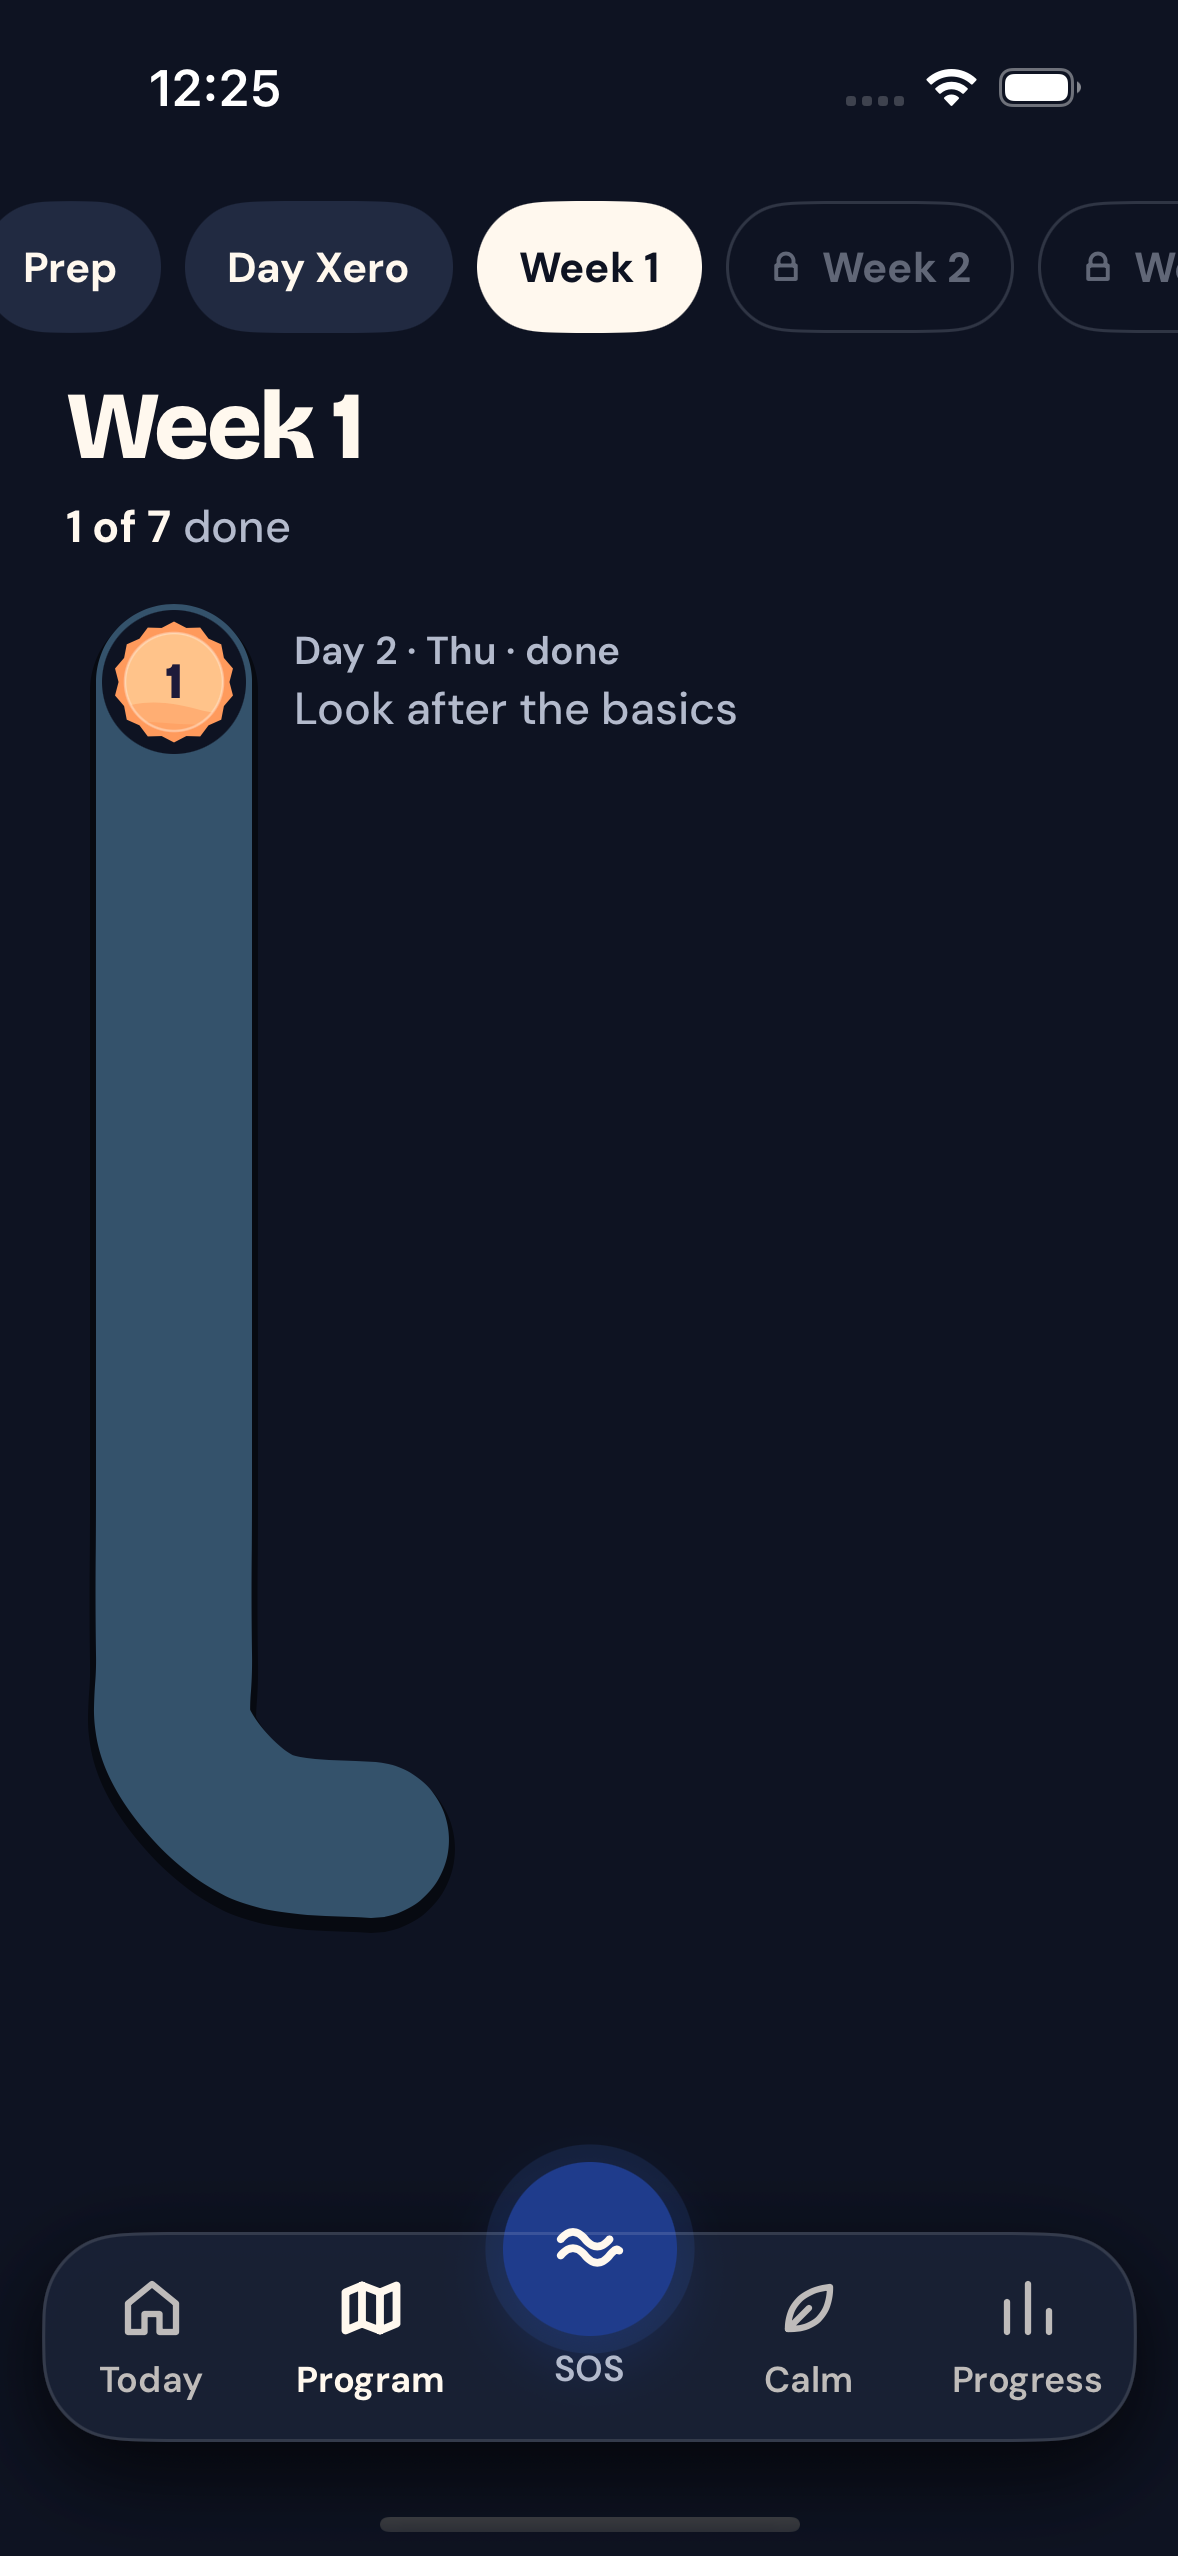 12:25
Prep
Day Xero
Week 1
Week 2
Week 1
1 of 7 done
1
Day 2 · Thu · done
Look after the basics
SOS
Today
Program
Calm
Progress